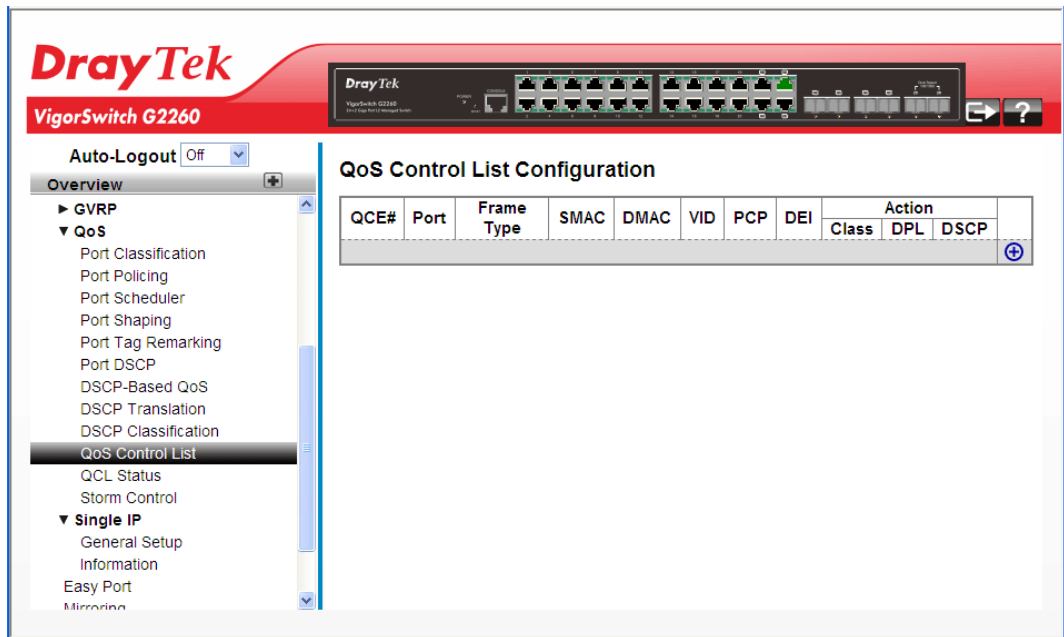 DrayTek
VigorSwitch G2260
DrayTek
VigorSwitch G2260
POWER
CONSOLE
Auto-Logout Off
Overview
► GVRP
▼ QoS
Port Classification
Port Policing
Port Scheduler
Port Shaping
Port Tag Remarking
Port DSCP
DSCP-Based QoS
DSCP Translation
DSCP Classification
QoS Control List
QCL Status
Storm Control
▼ Single IP
General Setup
Information
Easy Port
Mirroring
QoS Control List Configuration
QCE# Port Frame Type SMAC DMAC VID PCP DEI Action
Class DPL DSCP